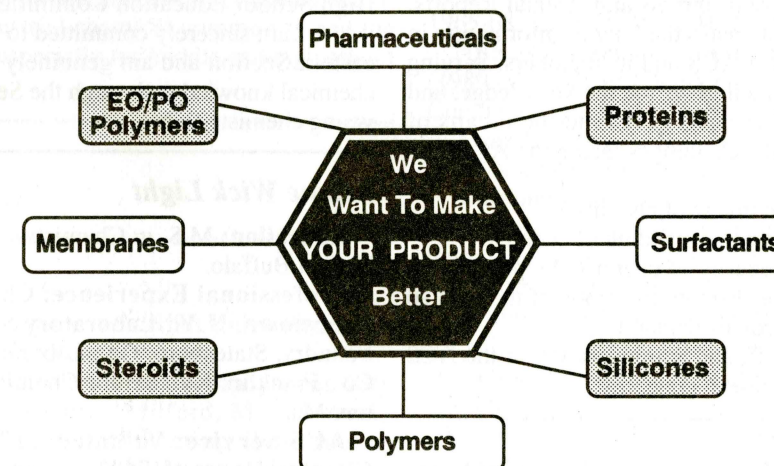 Pharmaceuticals
EO/PO
Polymers
Proteins
We
Want To Make
YOUR PRODUCT
Better
Membranes
Surfactants
Steroids
Silicones
Polymers